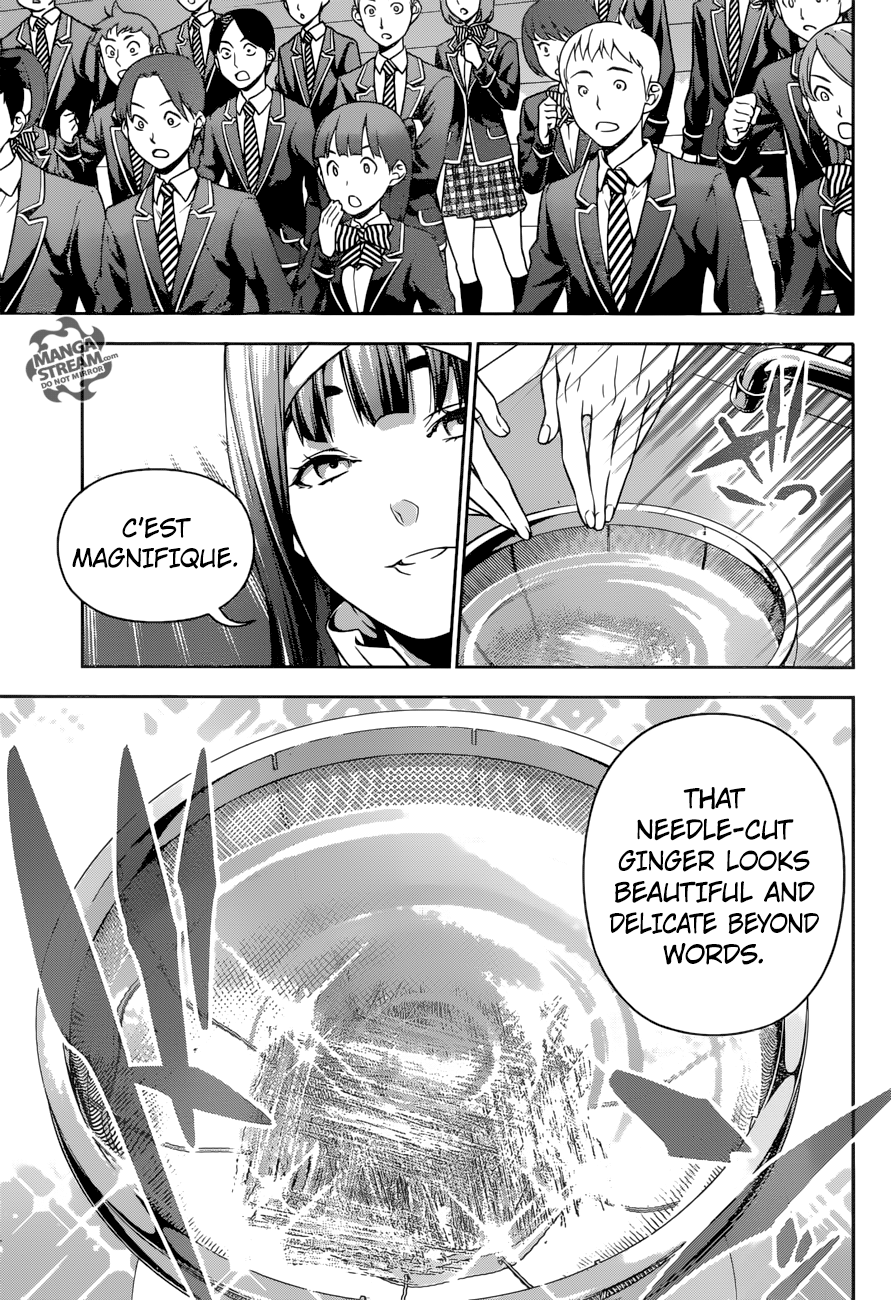 MANGA
STREAM.com
DO NOT MIRROR
C'EST
MAGNIFIQUE.
THAT
NEEDLE-CUT
GINGER LOOKS
BEAUTIFUL AND
DELICATE BEYOND
WORDS.